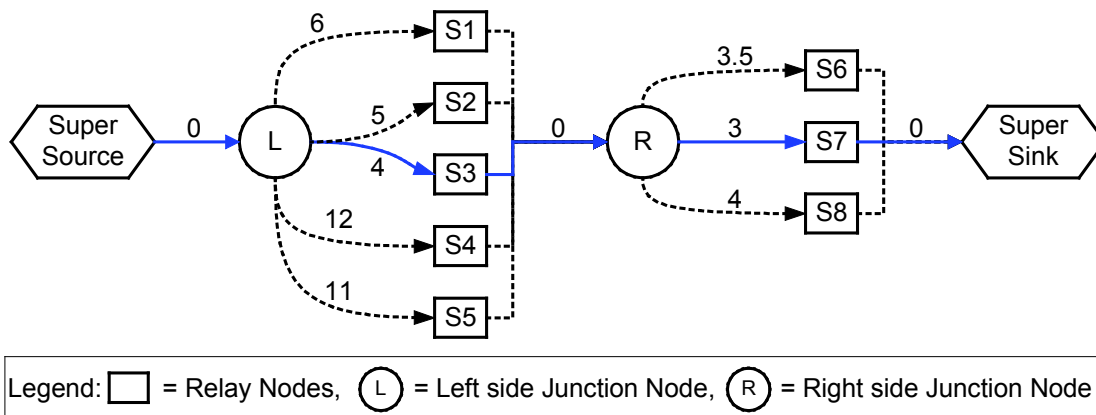 6
S1
3.5
S6
S2
5
Super
Source
0
L
0
R
3
S7
0
Super
Sink
4
S3
4
S8
12
S4
11
S5
Legend: = Relay Nodes, L = Left side Junction Node, R = Right side Junction Node